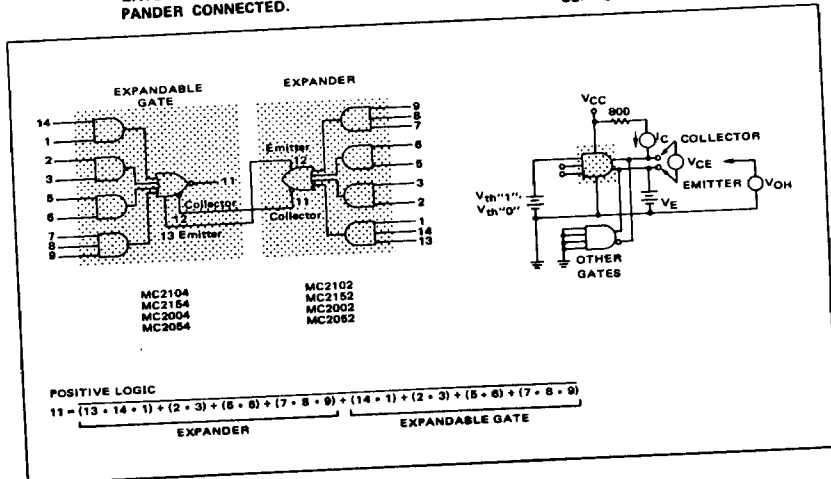 PANDER CONNECTED.
EXPANDABLE
GATE
EXPANDER
14
1
2
3
5
6
7
8
9
11
Collector
12
13 Emitter
Emitter
12
11
Collector
9
8
7
6
5
3
2
1
14
13
MC2104
MC2154
MC2004
MC2054
MC2102
MC2152
MC2002
MC2052
VCC
800
IC
COLLECTOR
VCE
EMITTER
VOH
Vth"1",
Vth"0"
VE
OTHER
GATES
POSITIVE LOGIC
11 = (13 • 14 • 1) + (2 • 3) + (5 • 6) + (7 • 8 • 9) + (14 • 1) + (2 • 3) + (5 • 6) + (7 • 8 • 9)
EXPANDER
EXPANDABLE GATE